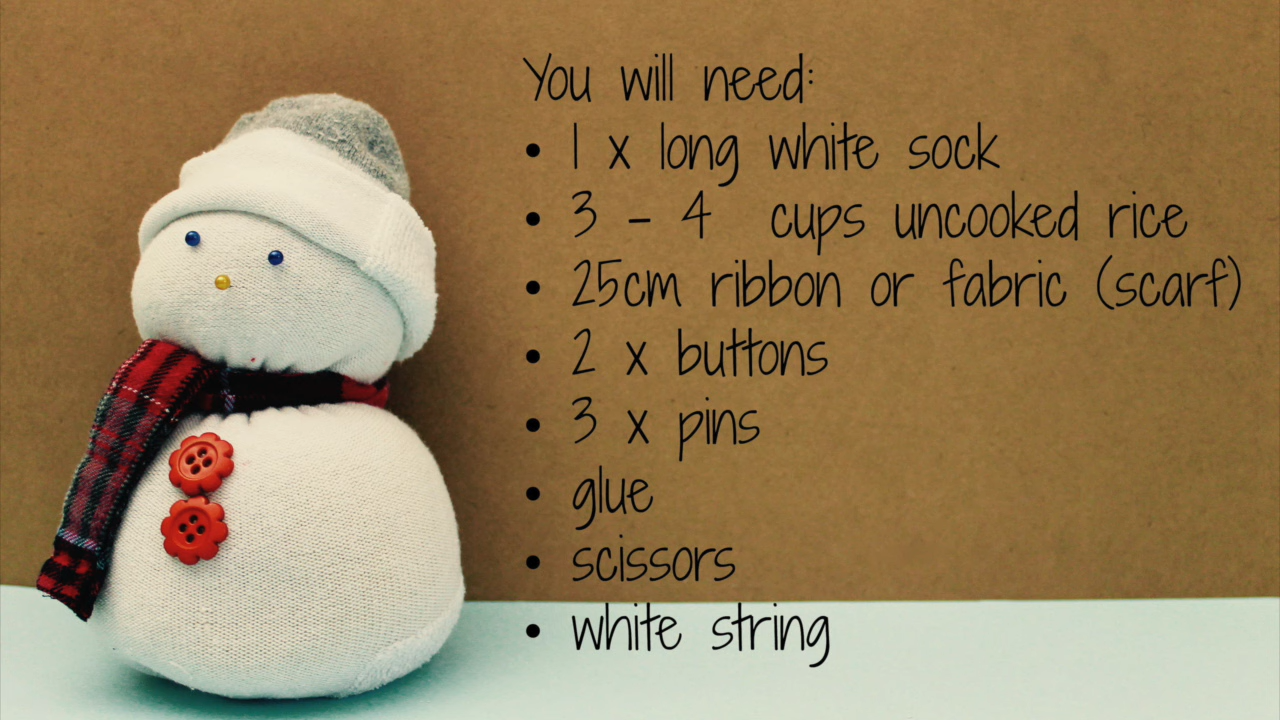 You will need:
• 1 x long white sock
• 3 - 4 cups uncooked rice
• 25cm ribbon or fabric (scarf)
• 2 x buttons
• 3 x pins
• glue
• scissors
• white string